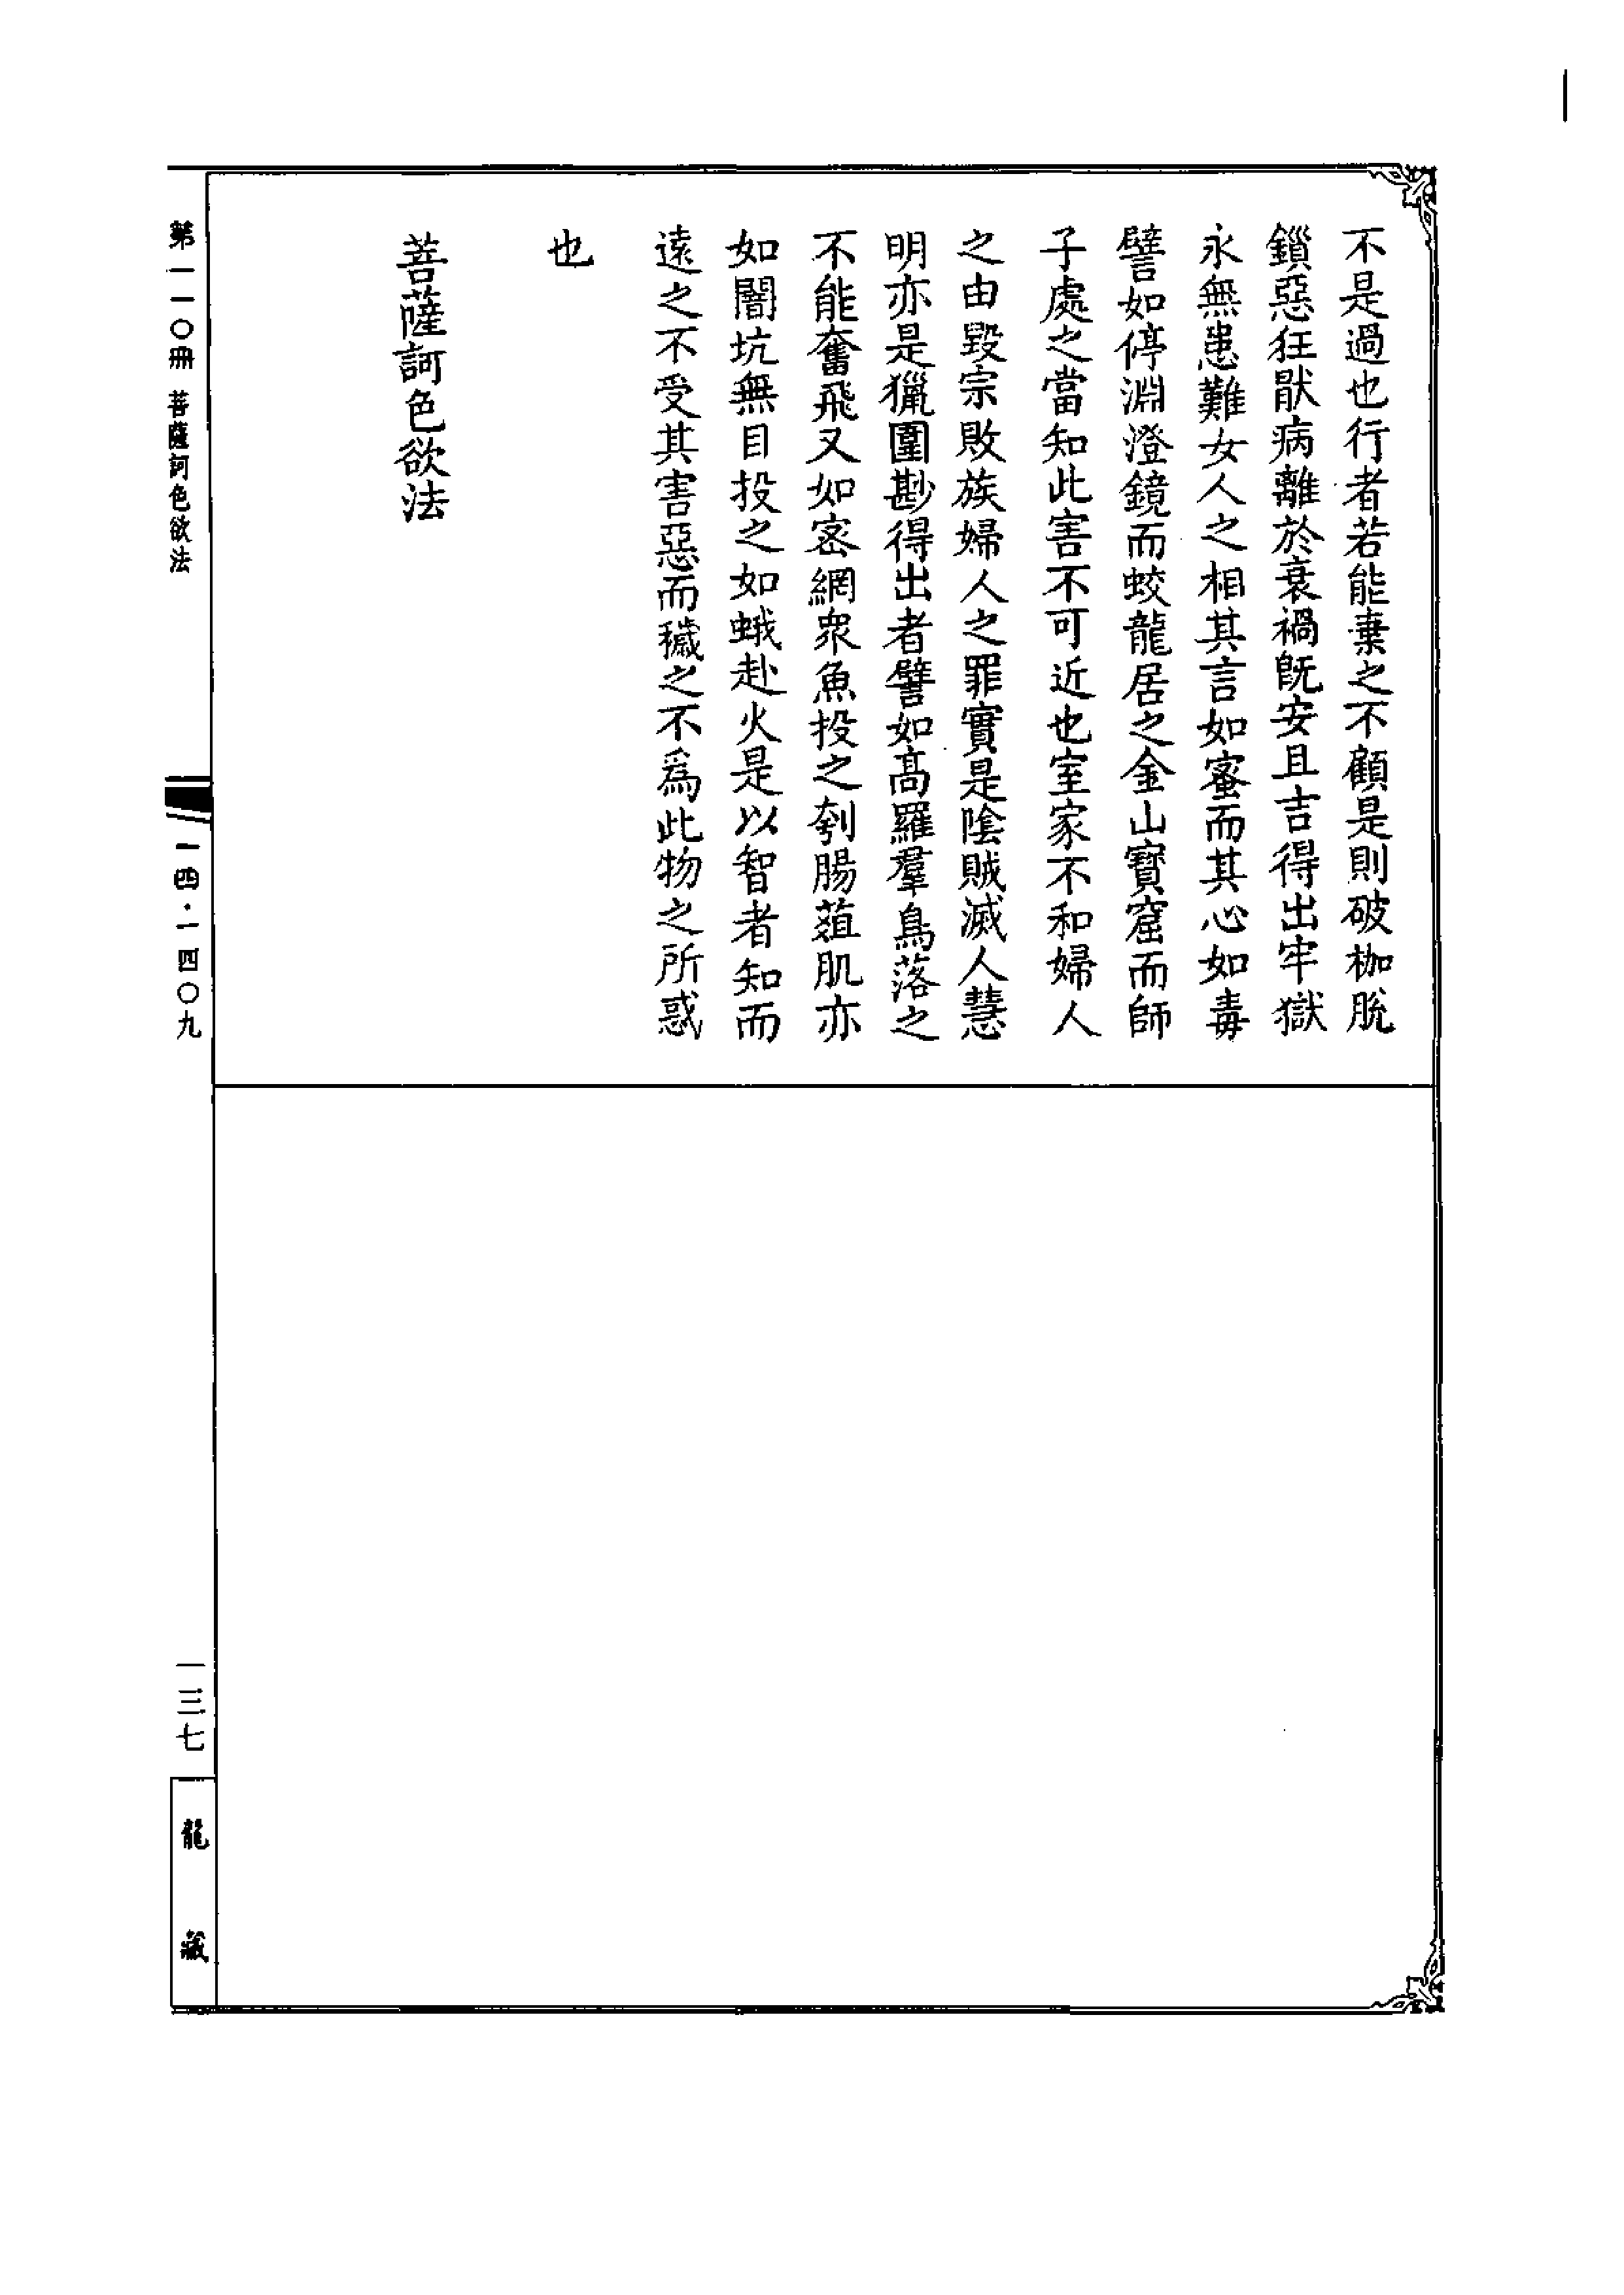 不是過也行者若能棄之不顧是則破枷脫
鎖惡狂猒病離於衰禍既安且吉得出牢獄
永無患難女人之相其言如蜜而其心如毒
譬如停淵澄鏡而蛟龍居之金山寶窟而師
子處之當知此害不可近也室家不和婦人
之由毀宗敗族婦人之罪實是陰賊滅人慧
明亦是獵圍尠得出者譬如高羅羣鳥落之
不能奮飛又如密網眾魚投之刳腸葅肌亦
如闇坑無目投之如蛾赴火是以智者知而
遠之不受其害惡而穢之不為此物之所惑
也
菩薩訶色欲法
第一一〇冊 菩薩訶色欲法
一四・一四〇九
一三七
龍藏